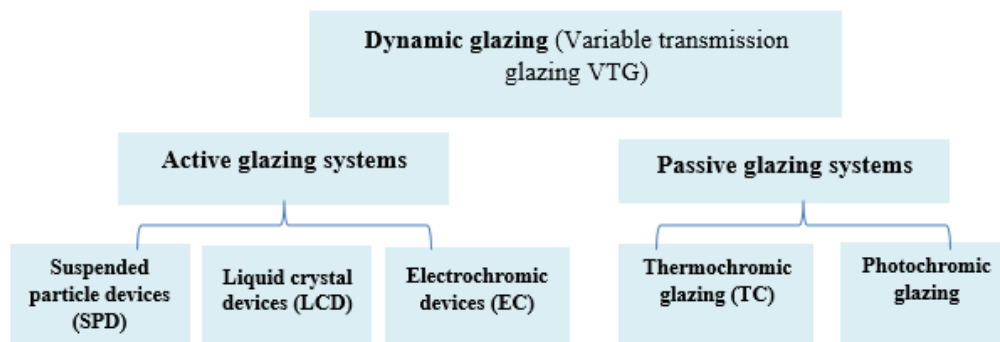 Dynamic glazing (Variable transmission
glazing VTG)
Active glazing systems
Passive glazing systems
Suspended
particle devices
(SPD)
Liquid crystal
devices (LCD)
Electrochromic
devices (EC)
Thermochromic
glazing (TC)
Photochromic
glazing